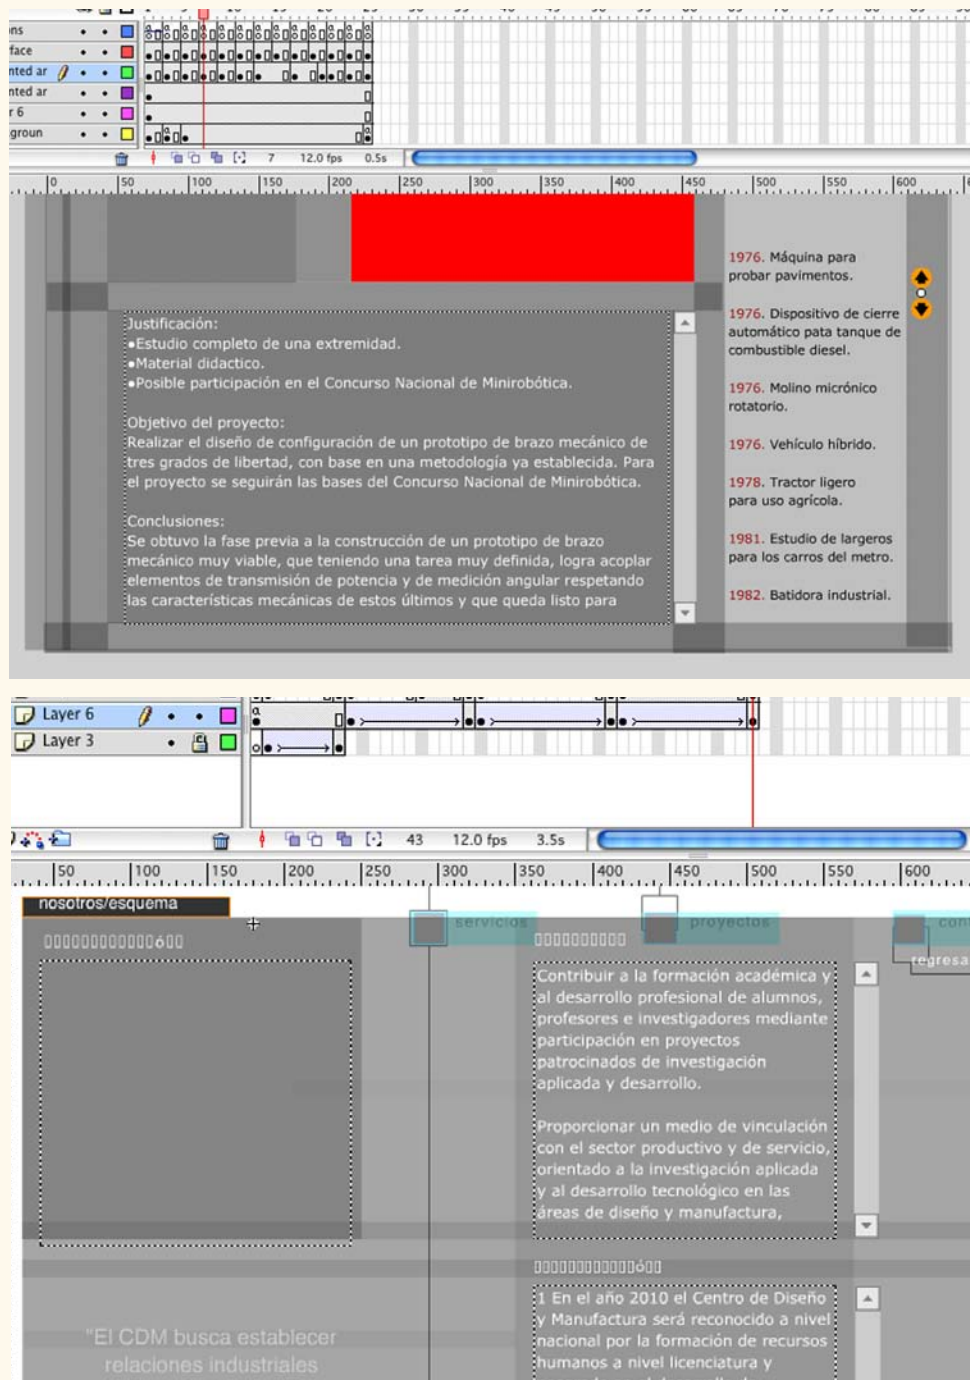 ns
face
nted ar
nted ar
r 6
groun
7 12.0 fps 0.5s
0 50 100 150 200 250 300 350 400 450 500 550 600
1976. Máquina para
probar pavimentos.
1976. Dispositivo de cierre
automático pata tanque de
combustible diesel.
1976. Molino micrónico
rotatorio.
1976. Vehículo híbrido.
1978. Tractor ligero
para uso agrícola.
1981. Estudio de largeros
para los carros del metro.
1982. Batidora industrial.
Justificación:
•Estudio completo de una extremidad.
•Material didactico.
•Posible participación en el Concurso Nacional de Minirobótica.
Objetivo del proyecto:
Realizar el diseño de configuración de un prototipo de brazo mecánico de
tres grados de libertad, con base en una metodología ya establecida. Para
el proyecto se seguirán las bases del Concurso Nacional de Minirobótica.
Conclusiones:
Se obtuvo la fase previa a la construcción de un prototipo de brazo
mecánico muy viable, que teniendo una tarea muy definida, logra acoplar
elementos de transmisión de potencia y de medición angular respetando
las características mecánicas de estos últimos y que queda listo para
Layer 6
Layer 3
43 12.0 fps 3.5s
50 100 150 200 250 300 350 400 450 500 550 600
nosotros/esquema
servicios
proyectos
con
regresa
Contribuir a la formación académica y
al desarrollo profesional de alumnos,
profesores e investigadores mediante
participación en proyectos
patrocinados de investigación
aplicada y desarrollo.
Proporcionar un medio de vinculación
con el sector productivo y de servicio,
orientado a la investigación aplicada
y al desarrollo tecnológico en las
áreas de diseño y manufactura,
1 En el año 2010 el Centro de Diseño
y Manufactura será reconocido a nivel
nacional por la formación de recursos
humanos a nivel licenciatura y
"El CDM busca establecer
relaciones industriales